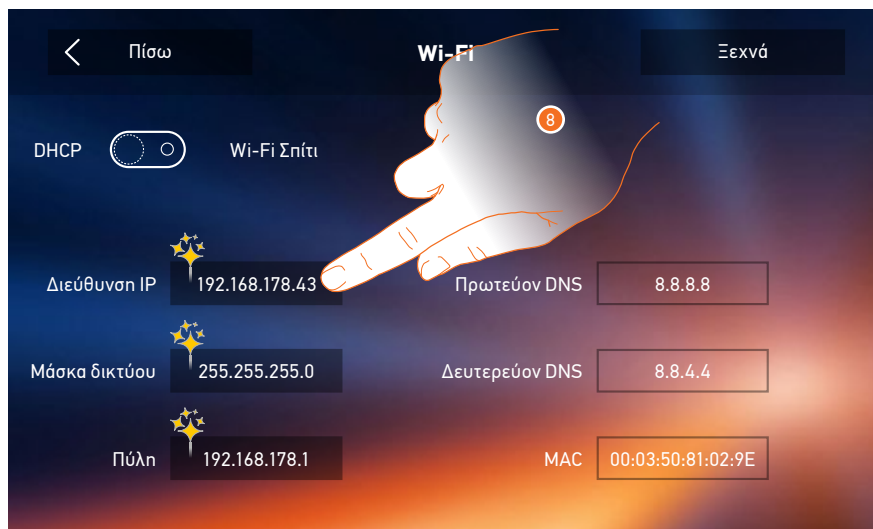 Πίσω
Wi-Fi
Ξεχνά
8
DHCP
Wi-Fi Σπίτι
Διεύθυνση IP
192.168.178.43
Πρωτεύον DNS
8.8.8.8
Μάσκα δικτύου
255.255.255.0
Δευτερεύον DNS
8.8.4.4
Πύλη
192.168.178.1
MAC
00:03:50:81:02:9E